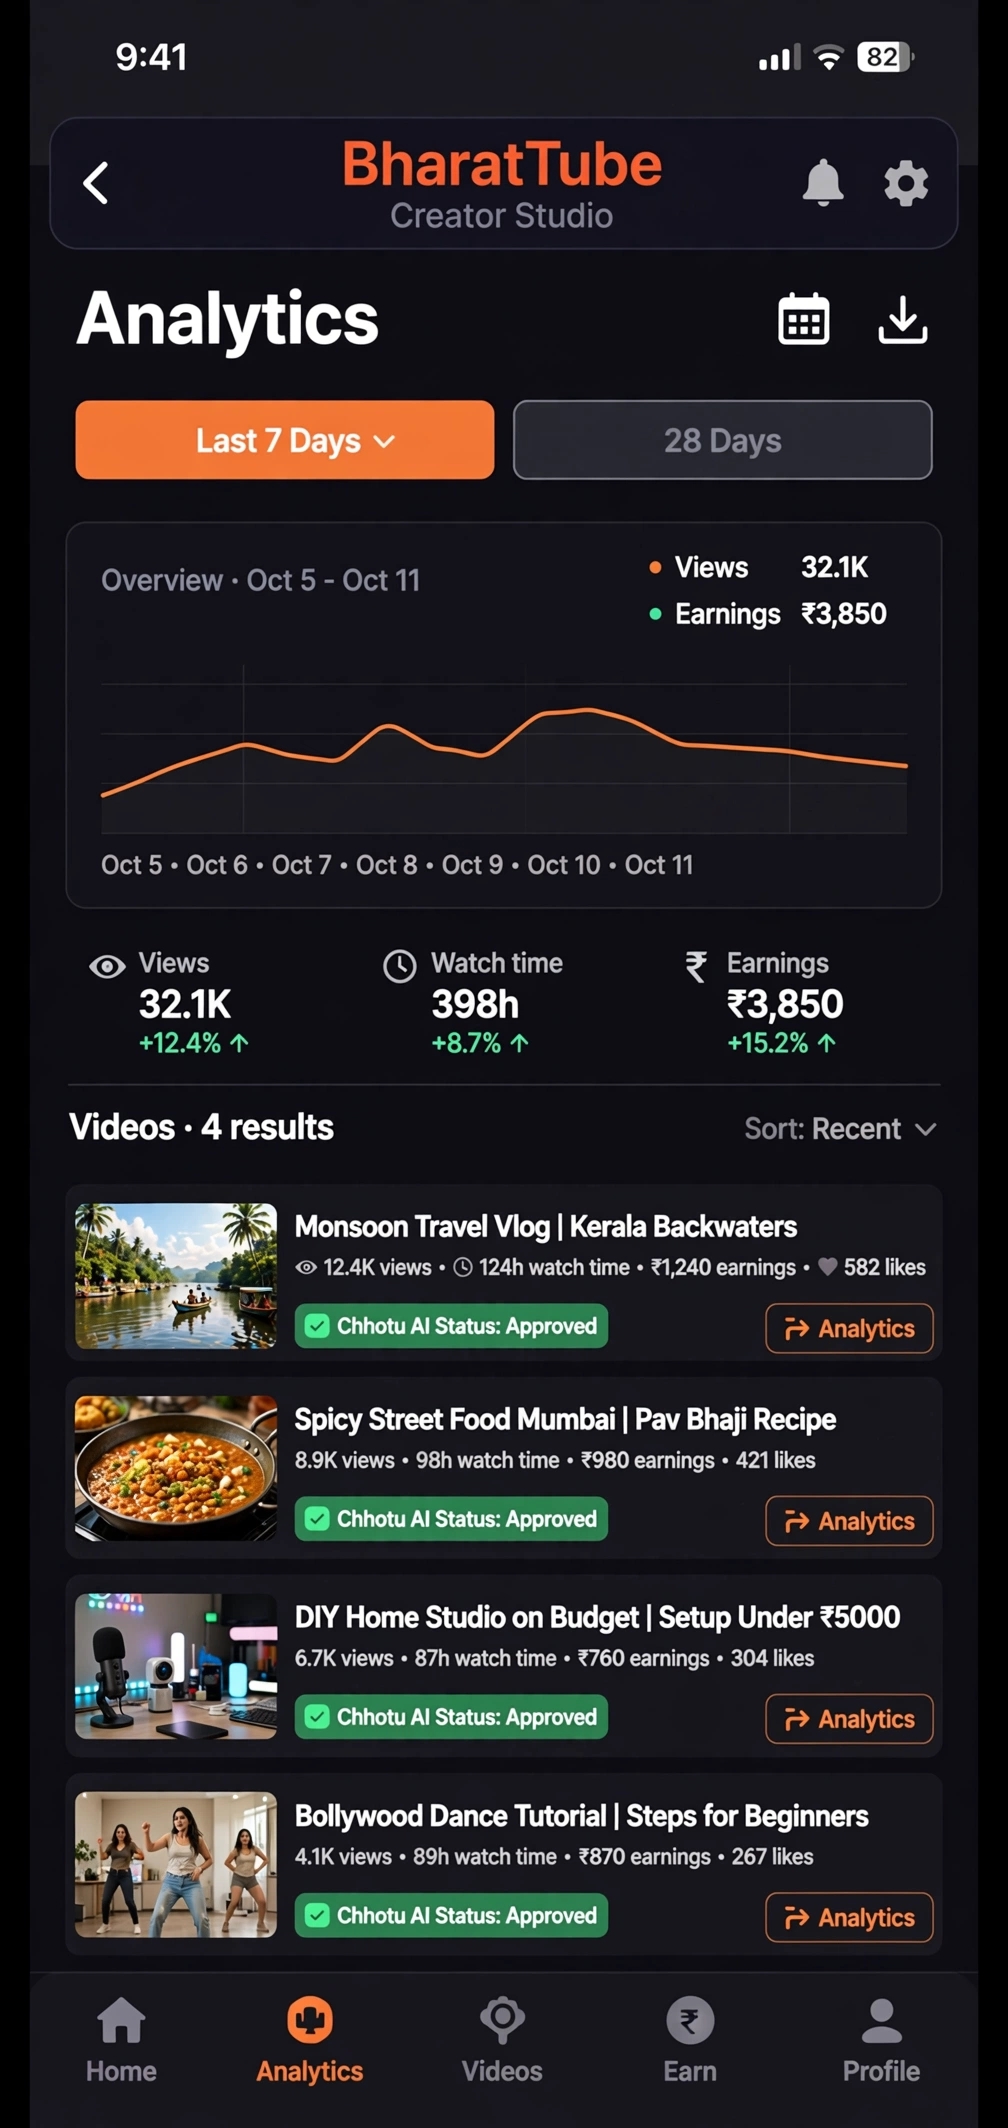 9:41
82
BharatTube
Creator Studio
Analytics
Last 7 Days
28 Days
Overview • Oct 5 - Oct 11
Views 32.1K
Earnings ₹3,850
Oct 5 • Oct 6 • Oct 7 • Oct 8 • Oct 9 • Oct 10 • Oct 11
Views
32.1K
+12.4% ↑
Watch time
398h
+8.7% ↑
₹ Earnings
₹3,850
+15.2% ↑
Videos • 4 results
Sort: Recent
Monsoon Travel Vlog | Kerala Backwaters
12.4K views • 124h watch time • ₹1,240 earnings • 582 likes
Chhotu AI Status: Approved
Analytics
Spicy Street Food Mumbai | Pav Bhaji Recipe
8.9K views • 98h watch time • ₹980 earnings • 421 likes
Chhotu AI Status: Approved
Analytics
DIY Home Studio on Budget | Setup Under ₹5000
6.7K views • 87h watch time • ₹760 earnings • 304 likes
Chhotu AI Status: Approved
Analytics
Bollywood Dance Tutorial | Steps for Beginners
4.1K views • 89h watch time • ₹870 earnings • 267 likes
Chhotu AI Status: Approved
Analytics
₹
Home Analytics Videos Earn Profile